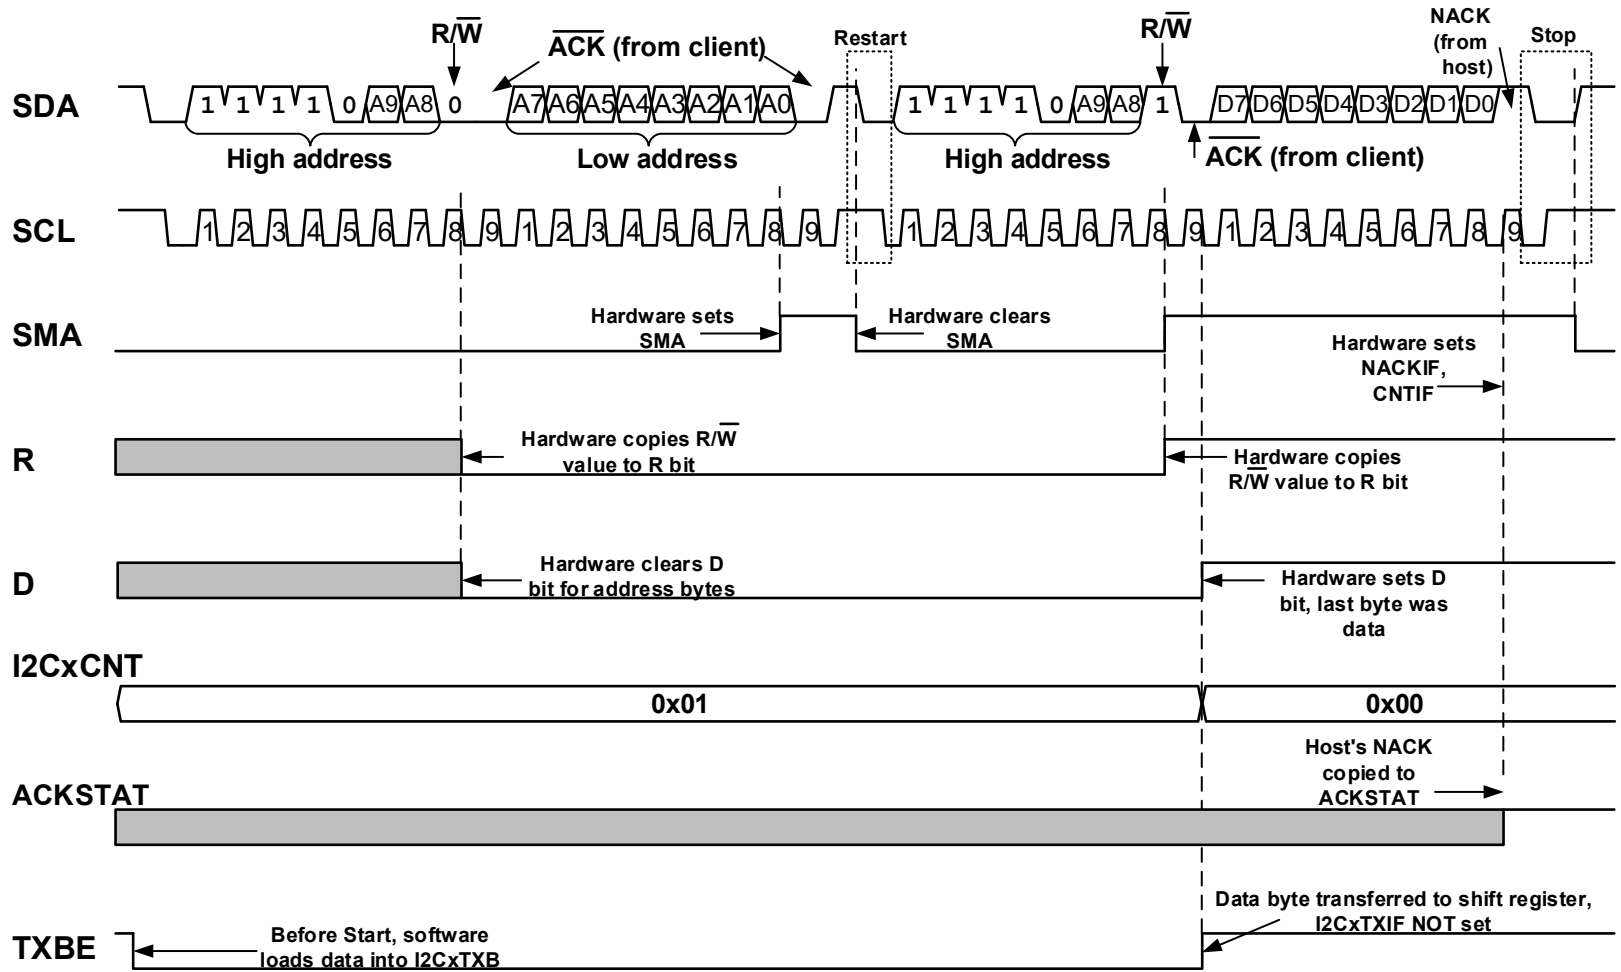 R/W
ACK (from client)
Restart
R/W
NACK
(from
host)
Stop
SDA
1 1 1 1 0 A9 A8 0 A7 A6 A5 A4 A3 A2 A1 A0 1 1 1 1 0 A9 A8 1 D7 D6 D5 D4 D3 D2 D1 D0
High address
Low address
High address
ACK (from client)
SCL
1 2 3 4 5 6 7 8 9 1 2 3 4 5 6 7 8 9 1 2 3 4 5 6 7 8 9 1 2 3 4 5 6 7 8 9
SMA
Hardware sets
SMA
Hardware clears
SMA
Hardware sets
NACKIF,
CNTIF
R
Hardware copies R/W
value to R bit
Hardware copies
R/W value to R bit
D
Hardware clears D
bit for address bytes
Hardware sets D
bit, last byte was
data
I2CxCNT
0x01
0x00
ACKSTAT
Host's NACK
copied to
ACKSTAT
TXBE
Before Start, software
loads data into I2CxTXB
Data byte transferred to shift register,
I2CxTXIF NOT set